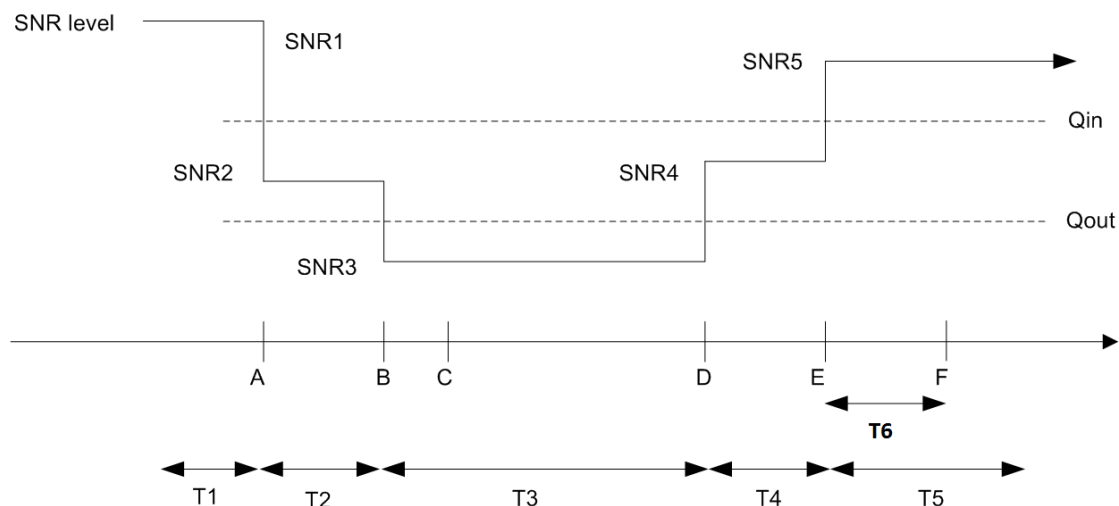 SNR level
SNR1
SNR5
Qin
SNR2
SNR4
Qout
SNR3
A B C D E F
T6
T1 T2 T3 T4 T5